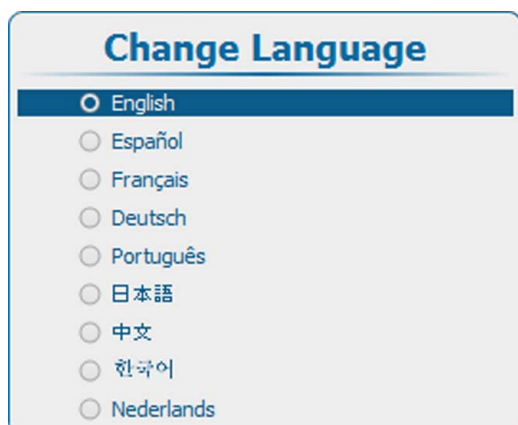 Change Language
English
Español
Français
Deutsch
Português
日本語
中文
한국어
Nederlands